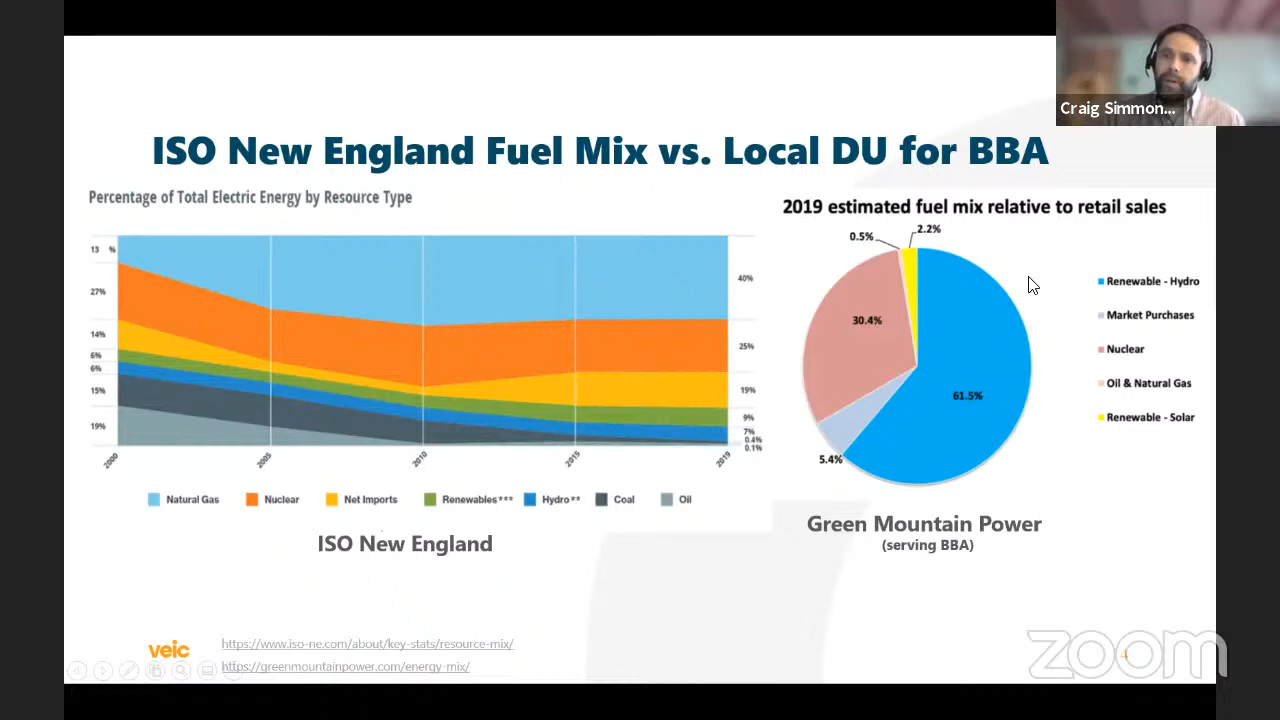 Craig Simmon...
ISO New England Fuel Mix vs. Local DU for BBA
Percentage of Total Electric Energy by Resource Type
13 %
27%
14%
6%
6%
15%
19%
40%
25%
19%
9%
7%
0.4%
0.1%
2000
2005
2010
2015
2019
Natural Gas
Nuclear
Net Imports
Renewables***
Hydro**
Coal
Oil
ISO New England
2019 estimated fuel mix relative to retail sales
0.5%
2.2%
30.4%
61.5%
5.4%
Renewable - Hydro
Market Purchases
Nuclear
Oil & Natural Gas
Renewable - Solar
Green Mountain Power
(serving BBA)
veic
https://www.iso-ne.com/about/key-stats/resource-mix/
https://greenmountainpower.com/energy-mix/
zoom